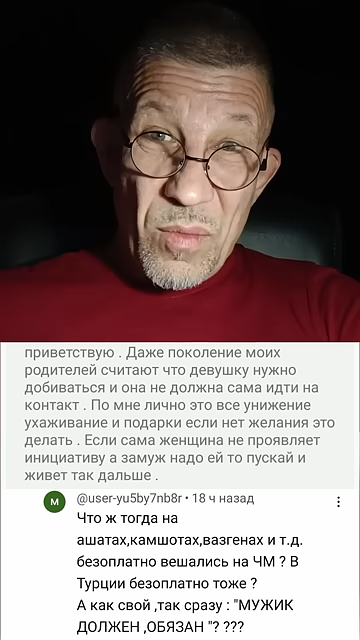 приветствую . Даже поколение моих
родителей считают что девушку нужно
добиваться и она не должна сама идти на
контакт . По мне лично это все унижение
ухаживание и подарки если нет желания это
делать . Если сама женщина не проявляет
инициативу а замуж надо ей то пускай и
живет так дальше .
М
@user-yu5by7nb8r • 18 ч назад
Что ж тогда на
ашатах,камшотах,вазгенах и т.д.
безоплатно вешались на ЧМ ? В
Турции безоплатно тоже ?
А как свой ,так сразу : "МУЖИК
ДОЛЖЕН ,ОБЯЗАН "? ???